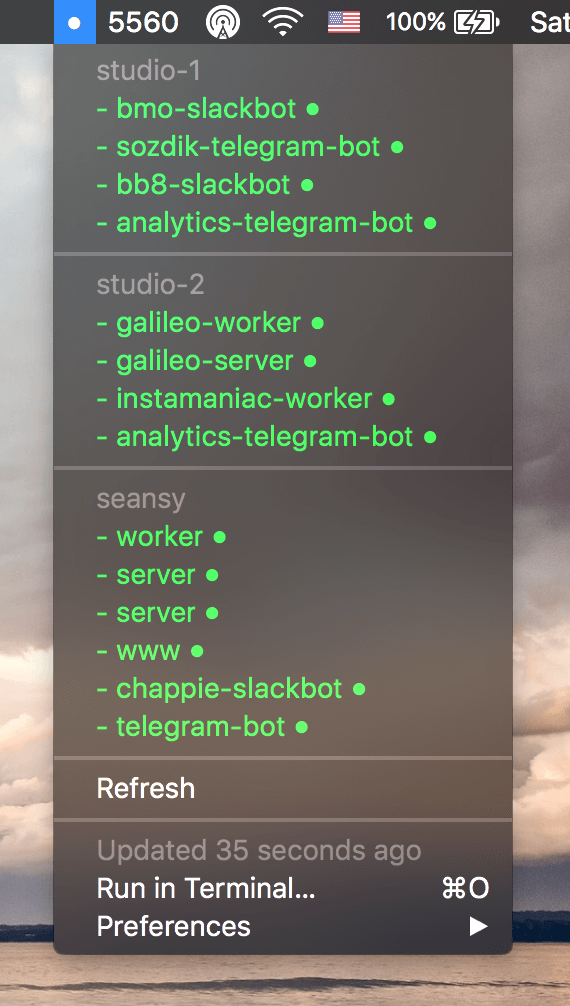 5560 100% Sat
studio-1
- bmo-slackbot ●
- sozdik-telegram-bot ●
- bb8-slackbot ●
- analytics-telegram-bot ●
studio-2
- galileo-worker ●
- galileo-server ●
- instamaniac-worker ●
- analytics-telegram-bot ●
seansy
- worker ●
- server ●
- server ●
- www ●
- chappie-slackbot ●
- telegram-bot ●
Refresh
Updated 35 seconds ago
Run in Terminal... ⌘O
Preferences ▶